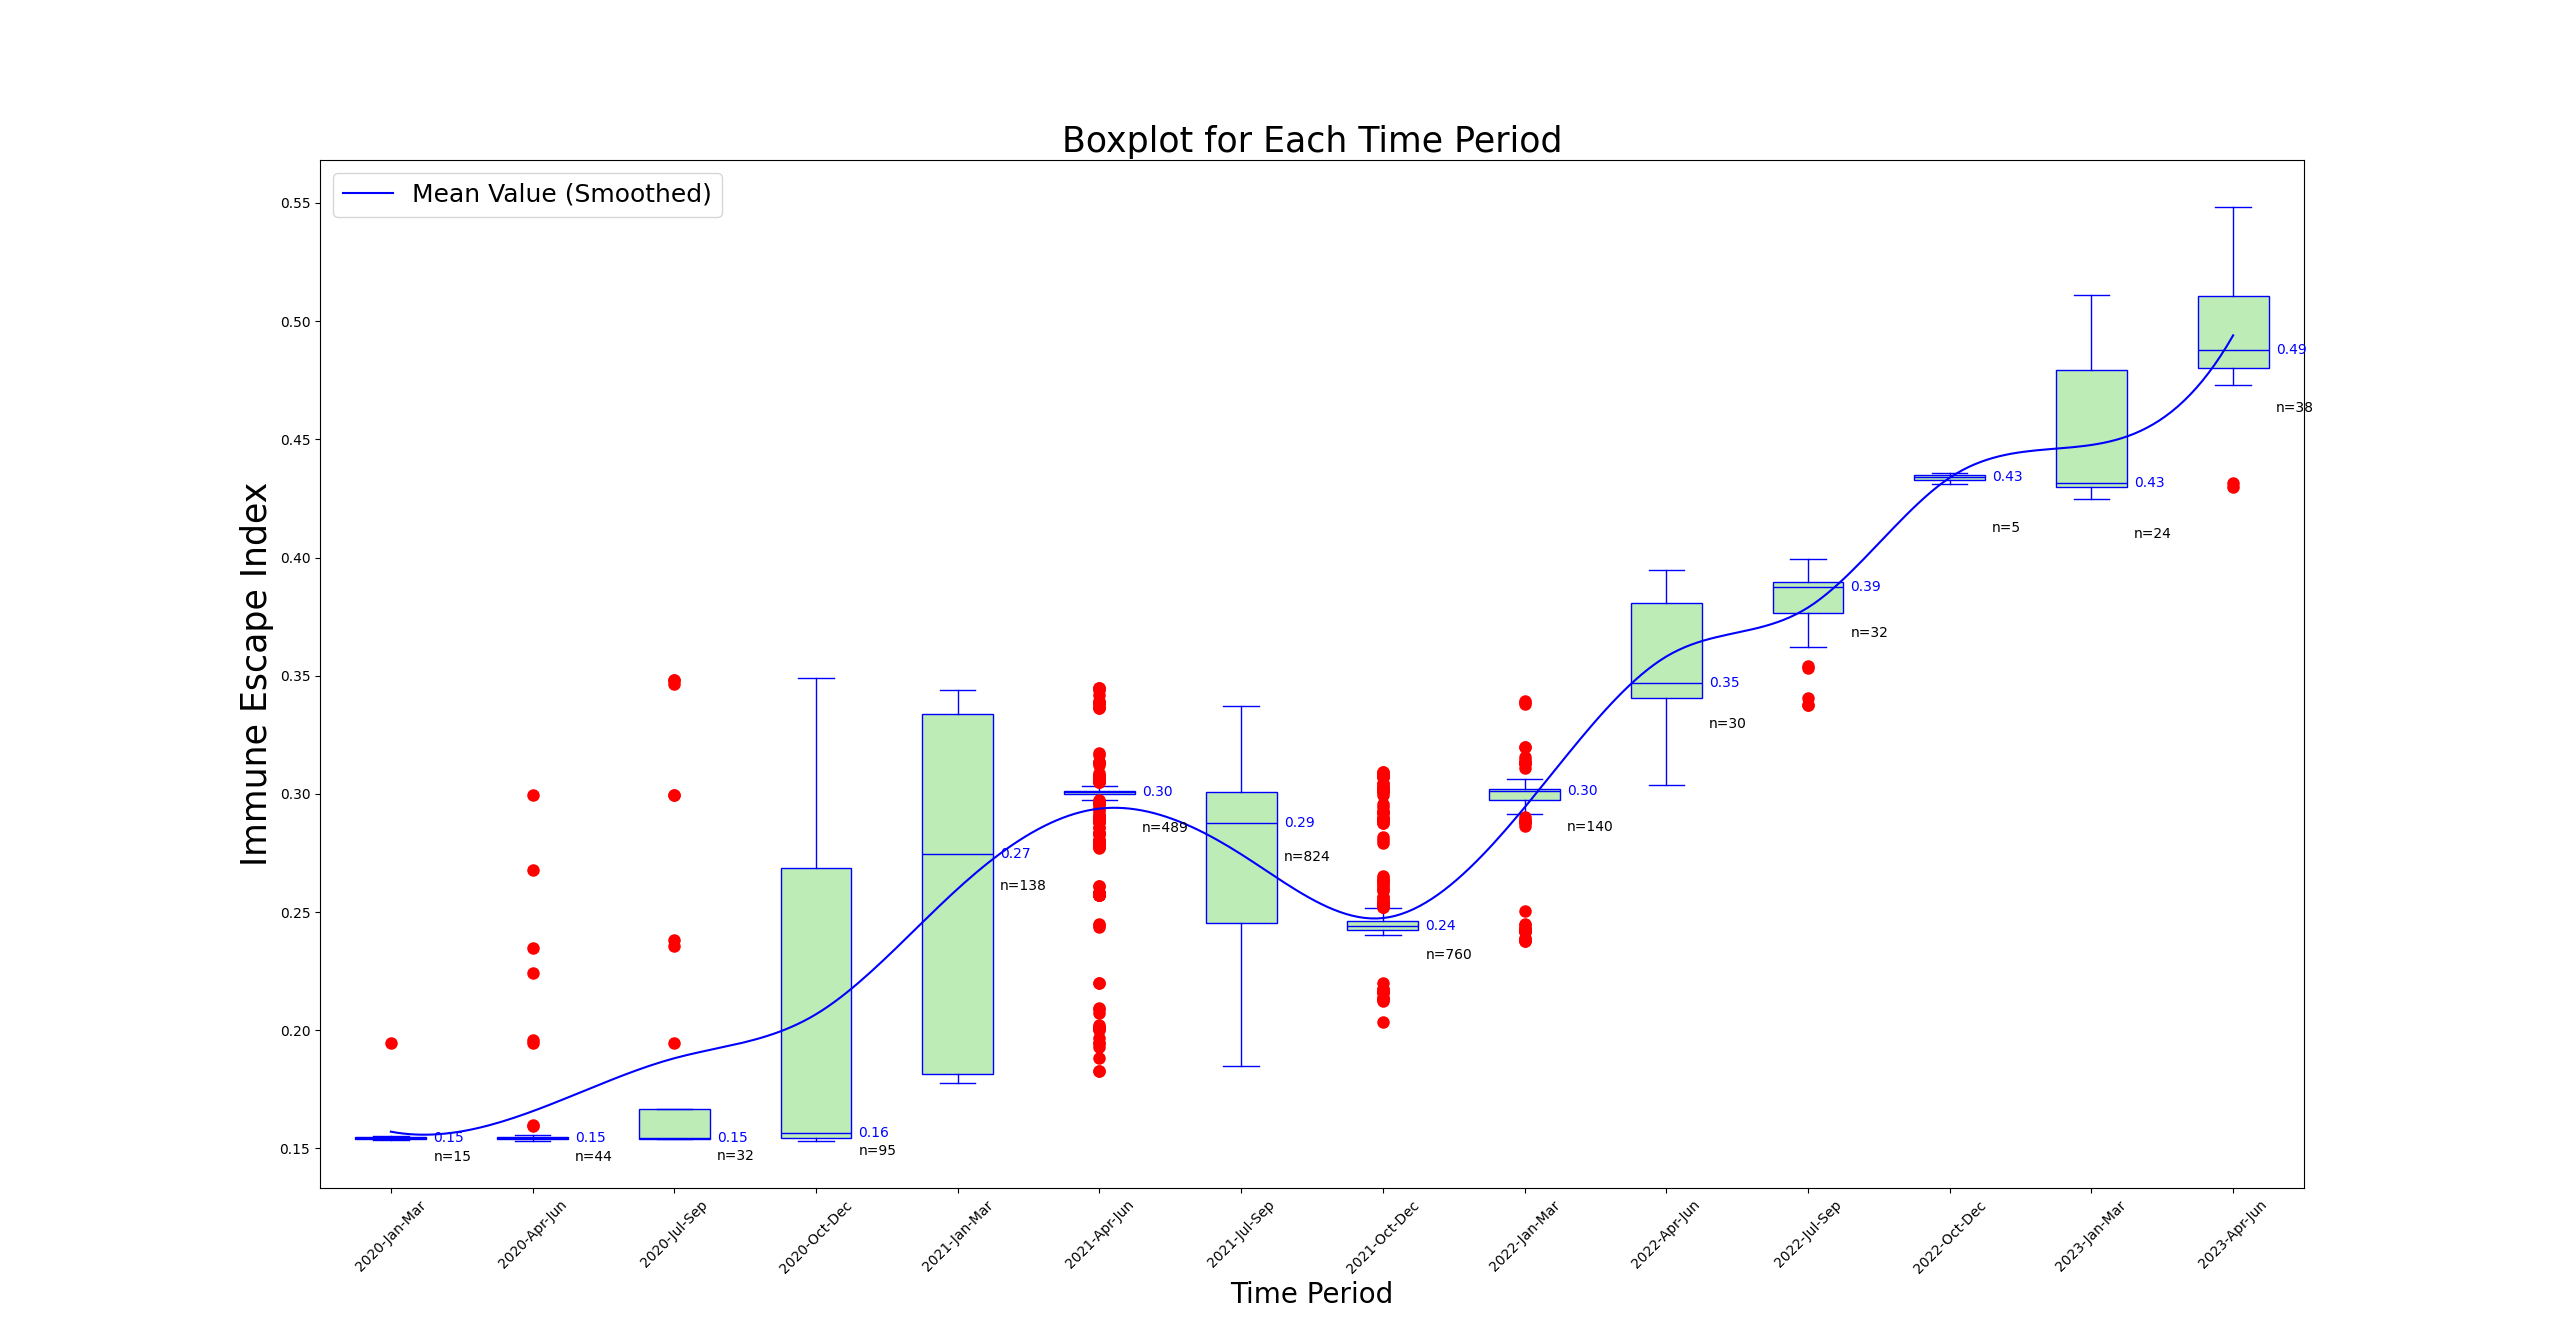 Boxplot for Each Time Period
Mean Value (Smoothed)
Immune Escape Index
0.55
0.50
0.45
0.40
0.35
0.30
0.25
0.20
0.15
0.15
n=15
0.15
n=44
0.15
n=32
0.16
n=95
0.27
n=138
0.30
n=489
0.29
n=824
0.24
n=760
0.30
n=140
0.35
n=30
0.39
n=32
0.43
n=5
0.43
n=24
0.49
n=38
2020-Jan-Mar
2020-Apr-Jun
2020-Jul-Sep
2020-Oct-Dec
2021-Jan-Mar
2021-Apr-Jun
2021-Jul-Sep
2021-Oct-Dec
2022-Jan-Mar
2022-Apr-Jun
2022-Jul-Sep
2022-Oct-Dec
2023-Jan-Mar
2023-Apr-Jun
Time Period